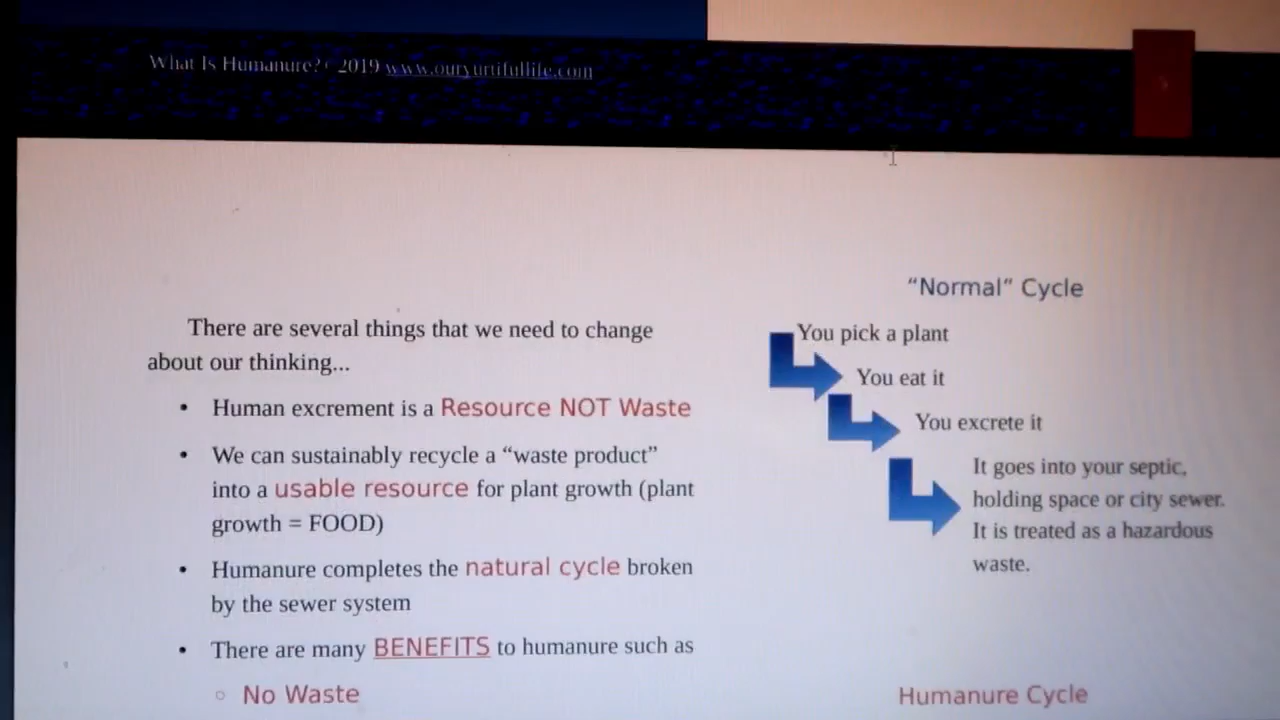 What Is Humanure? © 2019 www.ouryurtifullife.com
There are several things that we need to change
about our thinking...
• Human excrement is a Resource NOT Waste
• We can sustainably recycle a “waste product”
into a usable resource for plant growth (plant
growth = FOOD)
• Humanure completes the natural cycle broken
by the sewer system
• There are many BENEFITS to humanure such as
○ No Waste
“Normal” Cycle
You pick a plant
You eat it
You excrete it
It goes into your septic,
holding space or city sewer.
It is treated as a hazardous
waste.
Humanure Cycle